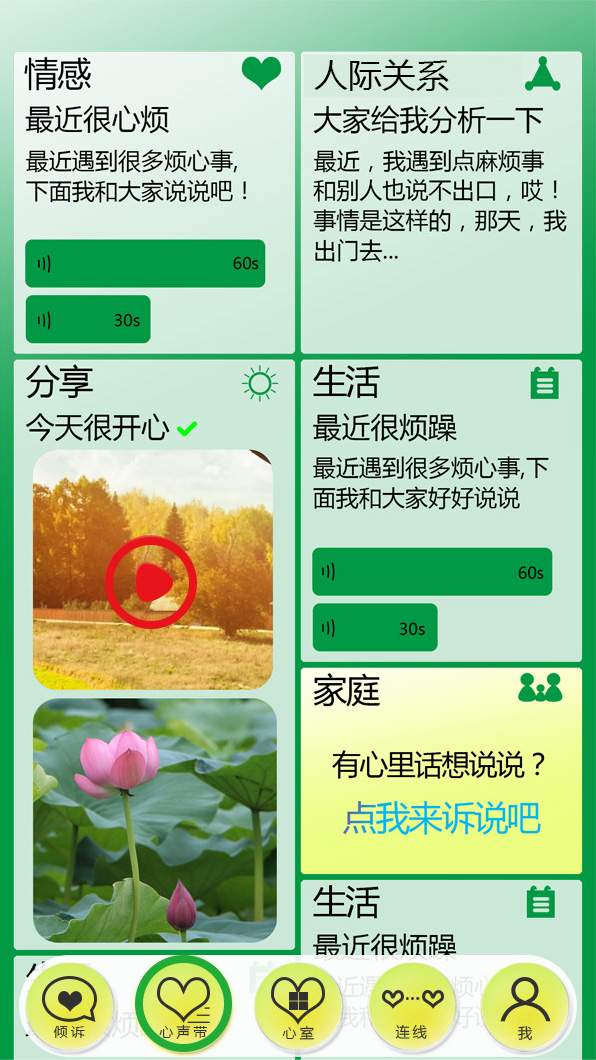 情感
最近很心烦
最近遇到很多烦心事,
下面我和大家说说吧！
60s
30s
人际关系
大家给我分析一下
最近，我遇到点麻烦事
和别人也说不出口，哎！
事情是这样的，那天，我
出门去...
分享
今天很开心
生活
最近很烦躁
最近遇到很多烦心事,下
面我和大家好好说说
60s
30s
家庭
有心里话想说说？
点我来诉说吧
生活
最近很烦躁
倾诉
心声带
心室
连线
我